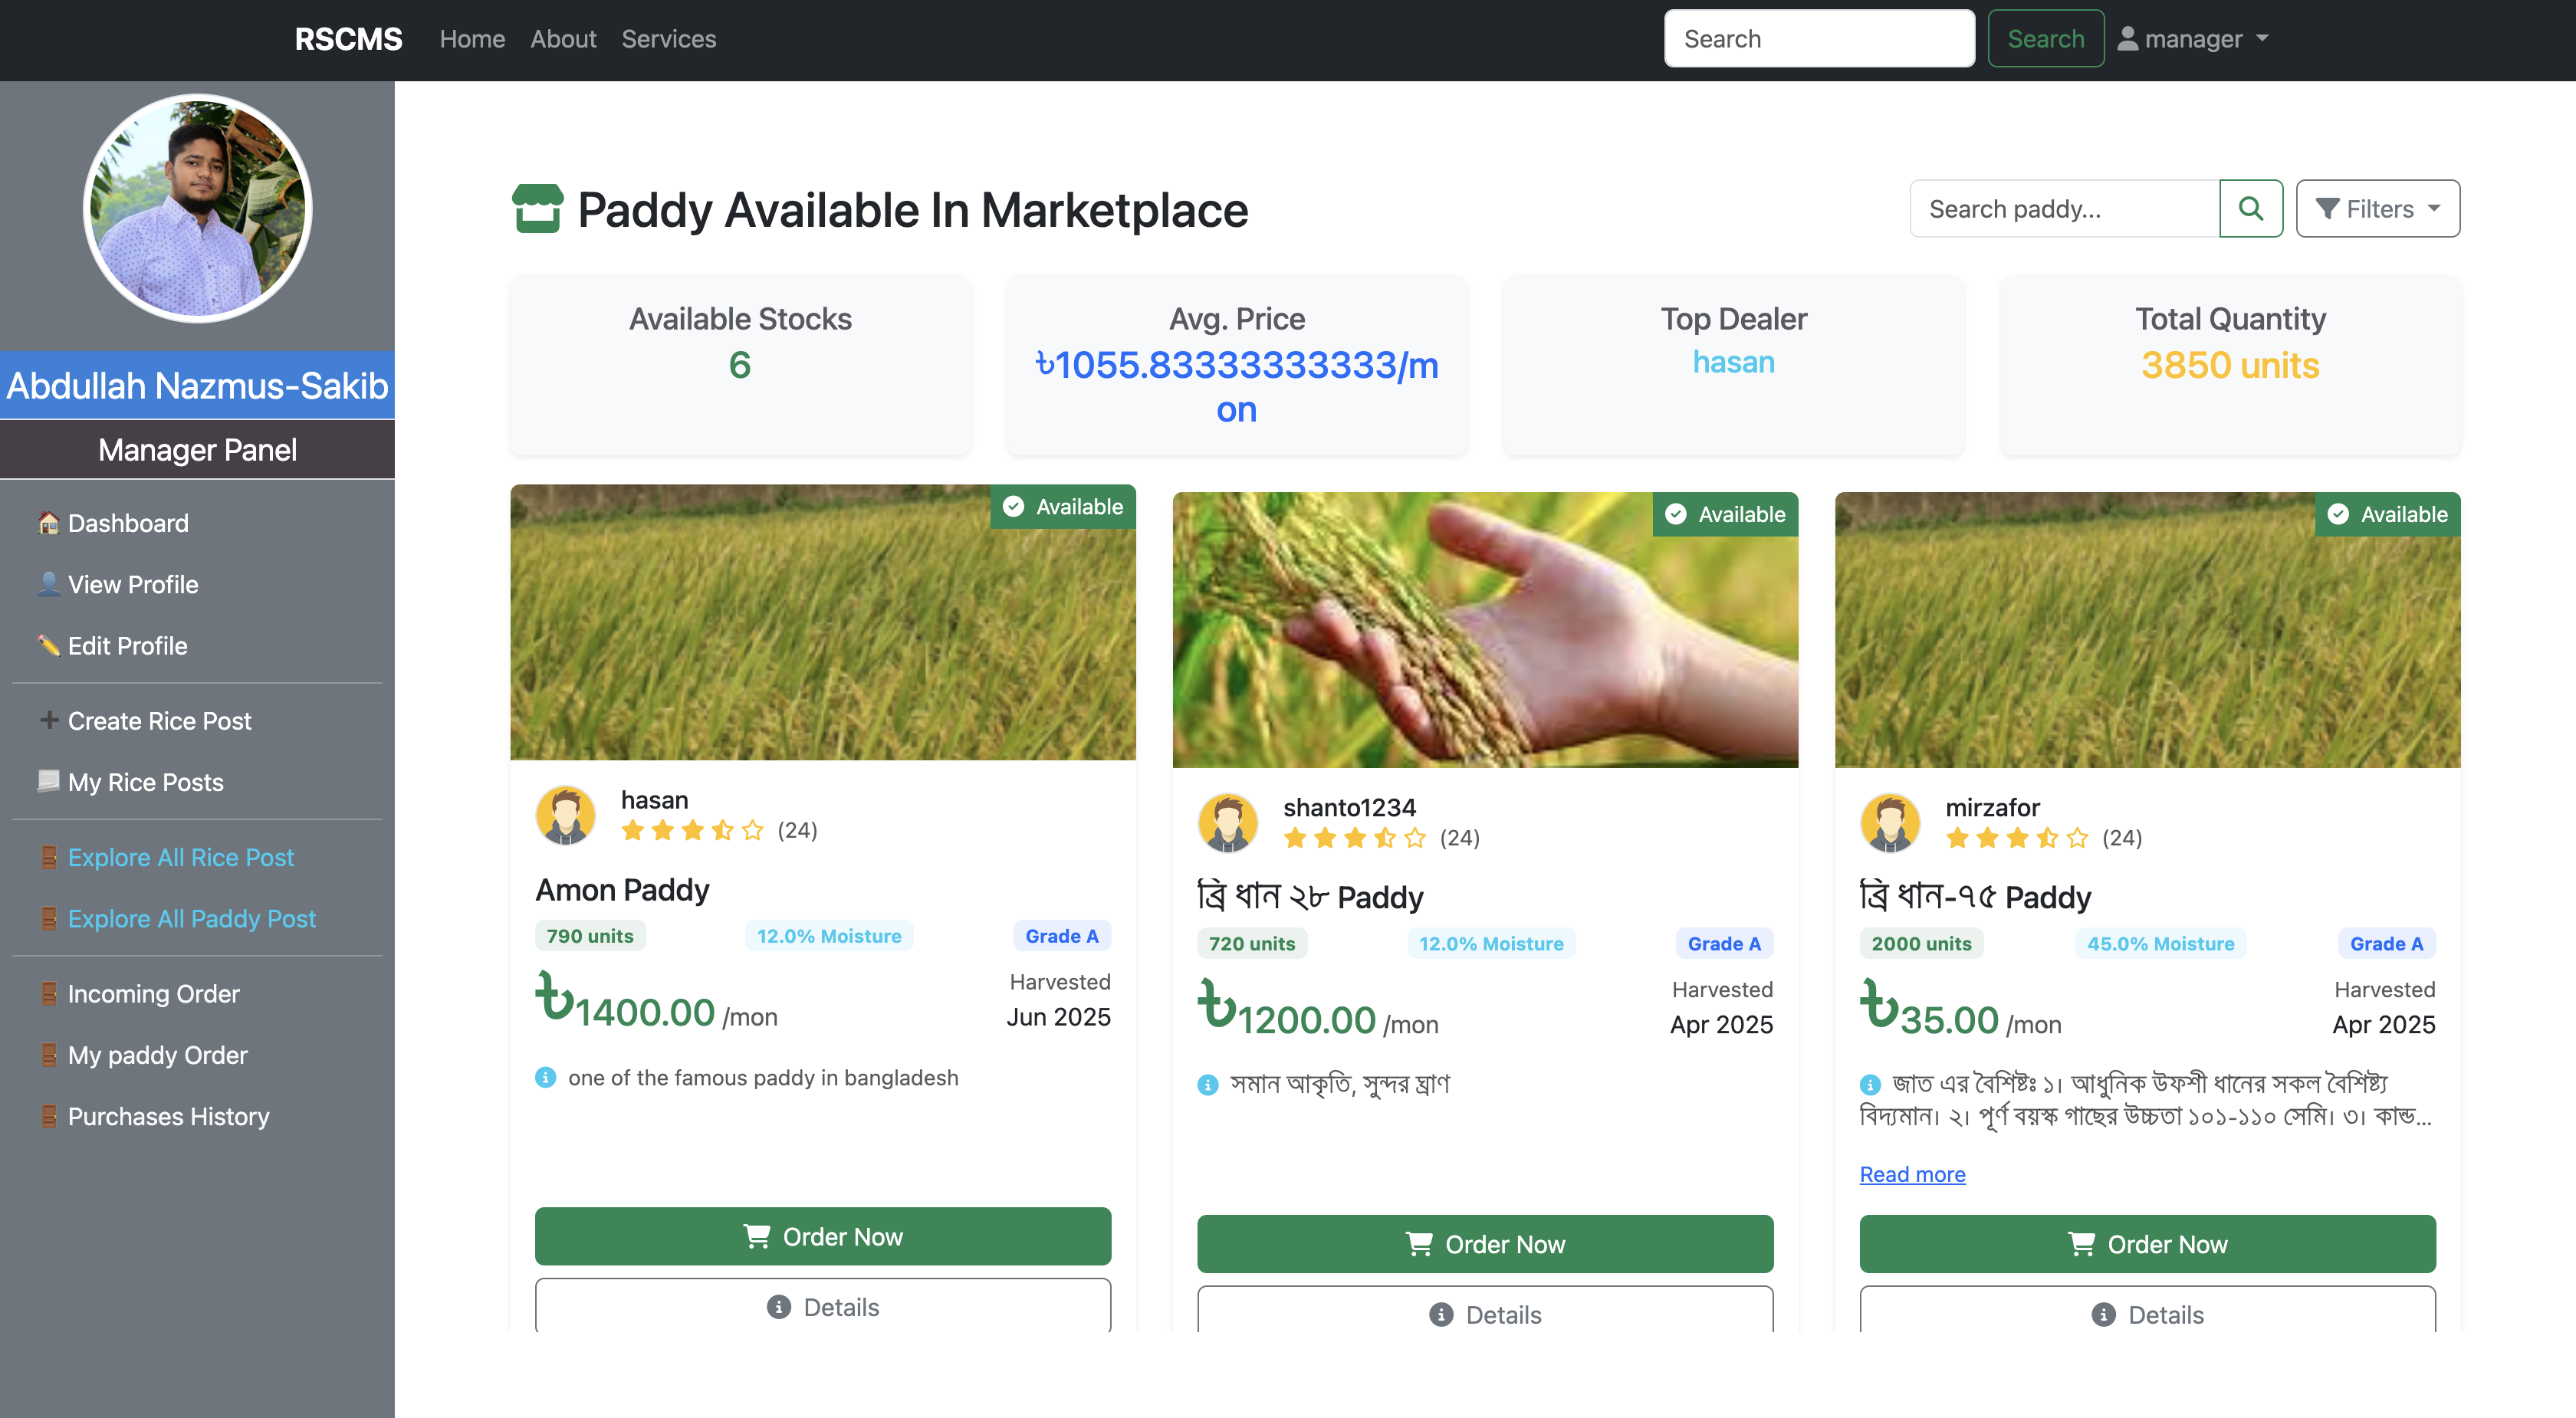 RSCMS Home About Services Search Search manager
Abdullah Nazmus-Sakib
Manager Panel
Dashboard
View Profile
Edit Profile
Create Rice Post
My Rice Posts
Explore All Rice Post
Explore All Paddy Post
Incoming Order
My paddy Order
Purchases History
Paddy Available In Marketplace
Search paddy... Filters
Available Stocks
6
Avg. Price
৳1055.83333333333/m
on
Top Dealer
hasan
Total Quantity
3850 units
Available
hasan
(24)
Amon Paddy
790 units 12.0% Moisture Grade A
৳1400.00 /mon
Harvested
Jun 2025
one of the famous paddy in bangladesh
Order Now
Details
Available
shanto1234
(24)
ব্রি ধান ২৮ Paddy
720 units 12.0% Moisture Grade A
৳1200.00 /mon
Harvested
Apr 2025
সমান আকৃতি, সুন্দর ঘ্রাণ
Order Now
Details
Available
mirzafor
(24)
ব্রি ধান-৭৫ Paddy
2000 units 45.0% Moisture Grade A
৳35.00 /mon
Harvested
Apr 2025
জাত এর বৈশিষ্টঃ ১। আধুনিক উফশী ধানের সকল বৈশিষ্ট্য
বিদ্যমান। ২। পূর্ণ বয়স্ক গাছের উচ্চতা ১০১-১১০ সেমি। ৩। কান্ড...
Read more
Order Now
Details